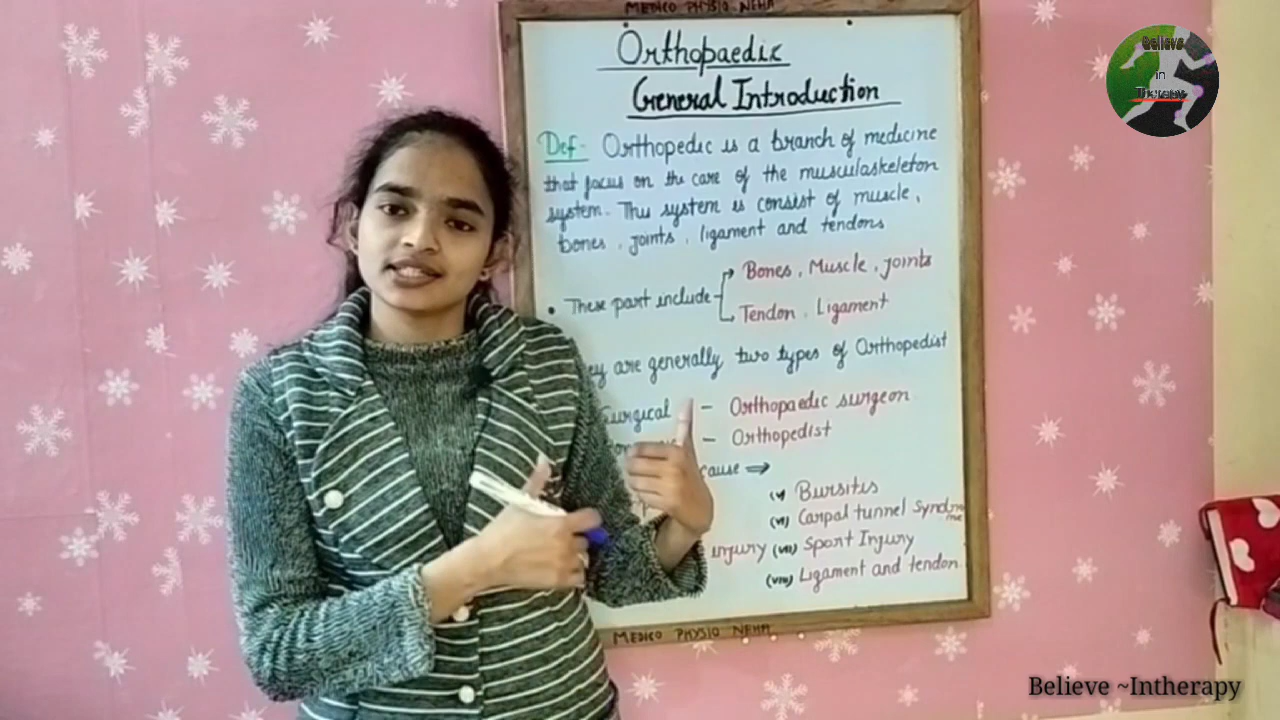 MEDICO PHYSIO NEHA
Orthopaedic
General Introduction
Def- Orthopedic is a branch of medicine
that focus on the care of the musculaskeleton
system. This system is consist of muscle,
bones, joints, ligament and tendons
• These part include
Bones, Muscle, joints
Tendon, Ligament
ey are generally two types of Orthopedist
surgical - Orthopaedic surgeon
- Orthopedist
cause ⇒
(v) Bursites
(vi) Carpal tunnel Syndrome
injury (vii) Sport Injury
(viii) Ligament and tendon
MEDICO PHYSIO NEHA
Believe
in
Therapy
Believe ~Intherapy